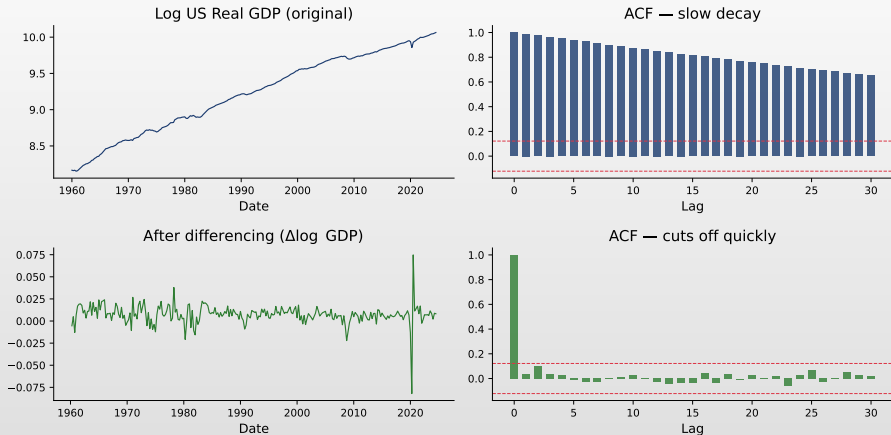 Log US Real GDP (original)
10.0
9.5
9.0
8.5
1960 1970 1980 1990 2000 2010 2020
Date
ACF — slow decay
1.0
0.8
0.6
0.4
0.2
0.0
0 5 10 15 20 25 30
Lag
After differencing (Δlog GDP)
0.075
0.050
0.025
0.000
−0.025
−0.050
−0.075
1960 1970 1980 1990 2000 2010 2020
Date
ACF — cuts off quickly
1.0
0.8
0.6
0.4
0.2
0.0
0 5 10 15 20 25 30
Lag